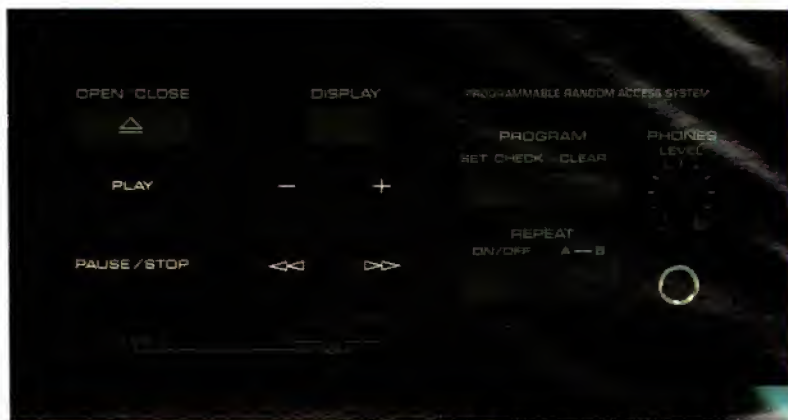 OPEN CLOSE
DISPLAY
PROGRAMMABLE RANDOM ACCESS SYSTEM
PROGRAM
PHONES
LEVEL
SET CHECK CLEAR
PLAY
− +
REPEAT
ON/OFF A — B
PAUSE/STOP